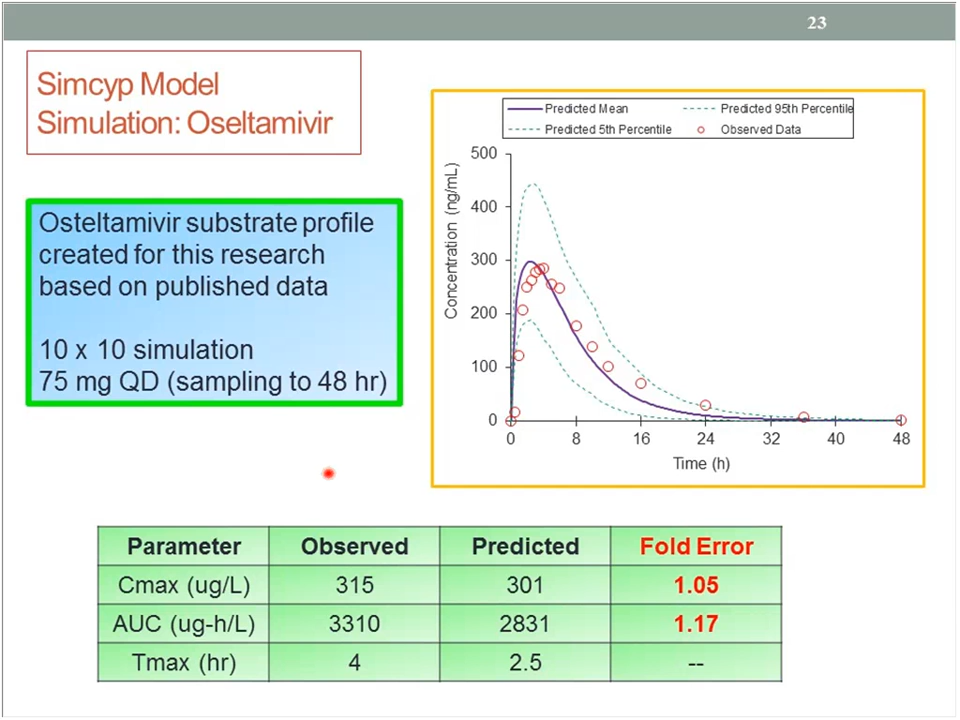 23
Simcyp Model
Simulation: Oseltamivir
Osteltamivir substrate profile
created for this research
based on published data
10 x 10 simulation
75 mg QD (sampling to 48 hr)
Predicted Mean Predicted 95th Percentile
Predicted 5th Percentile Observed Data
Concentration (ng/mL)
500
400
300
200
100
0
0 8 16 24 32 40 48
Time (h)
Parameter Observed Predicted Fold Error
Cmax (ug/L) 315 301 1.05
AUC (ug-h/L) 3310 2831 1.17
Tmax (hr) 4 2.5 --